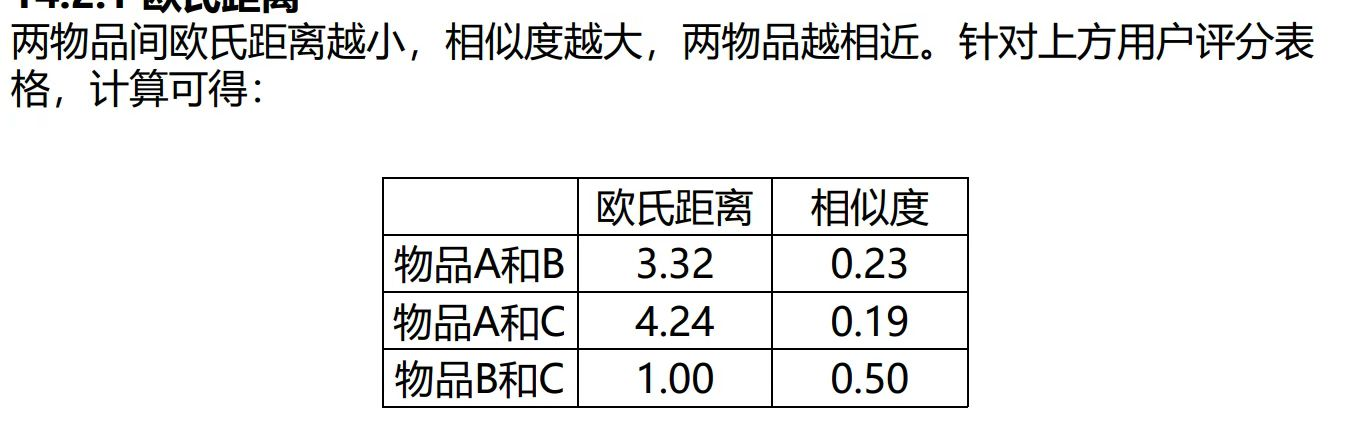 14.2.1 欧氏距离
两物品间欧氏距离越小，相似度越大，两物品越相近。针对上方用户评分表
格，计算可得：
欧氏距离 相似度
物品A和B 3.32 0.23
物品A和C 4.24 0.19
物品B和C 1.00 0.50